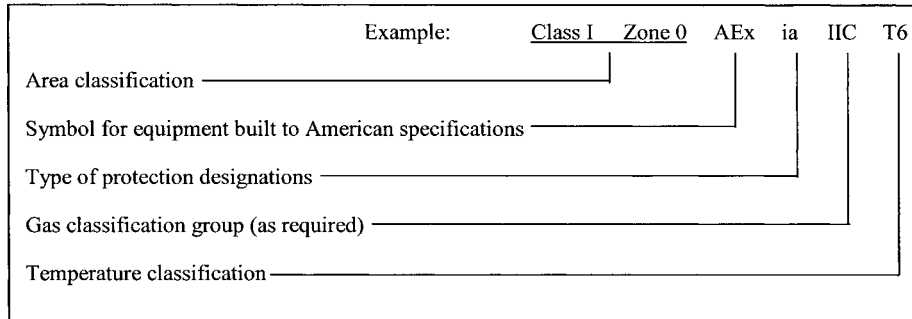 Example: Class I Zone 0 AEx ia IIC T6
Area classification
Symbol for equipment built to American specifications
Type of protection designations
Gas classification group (as required)
Temperature classification